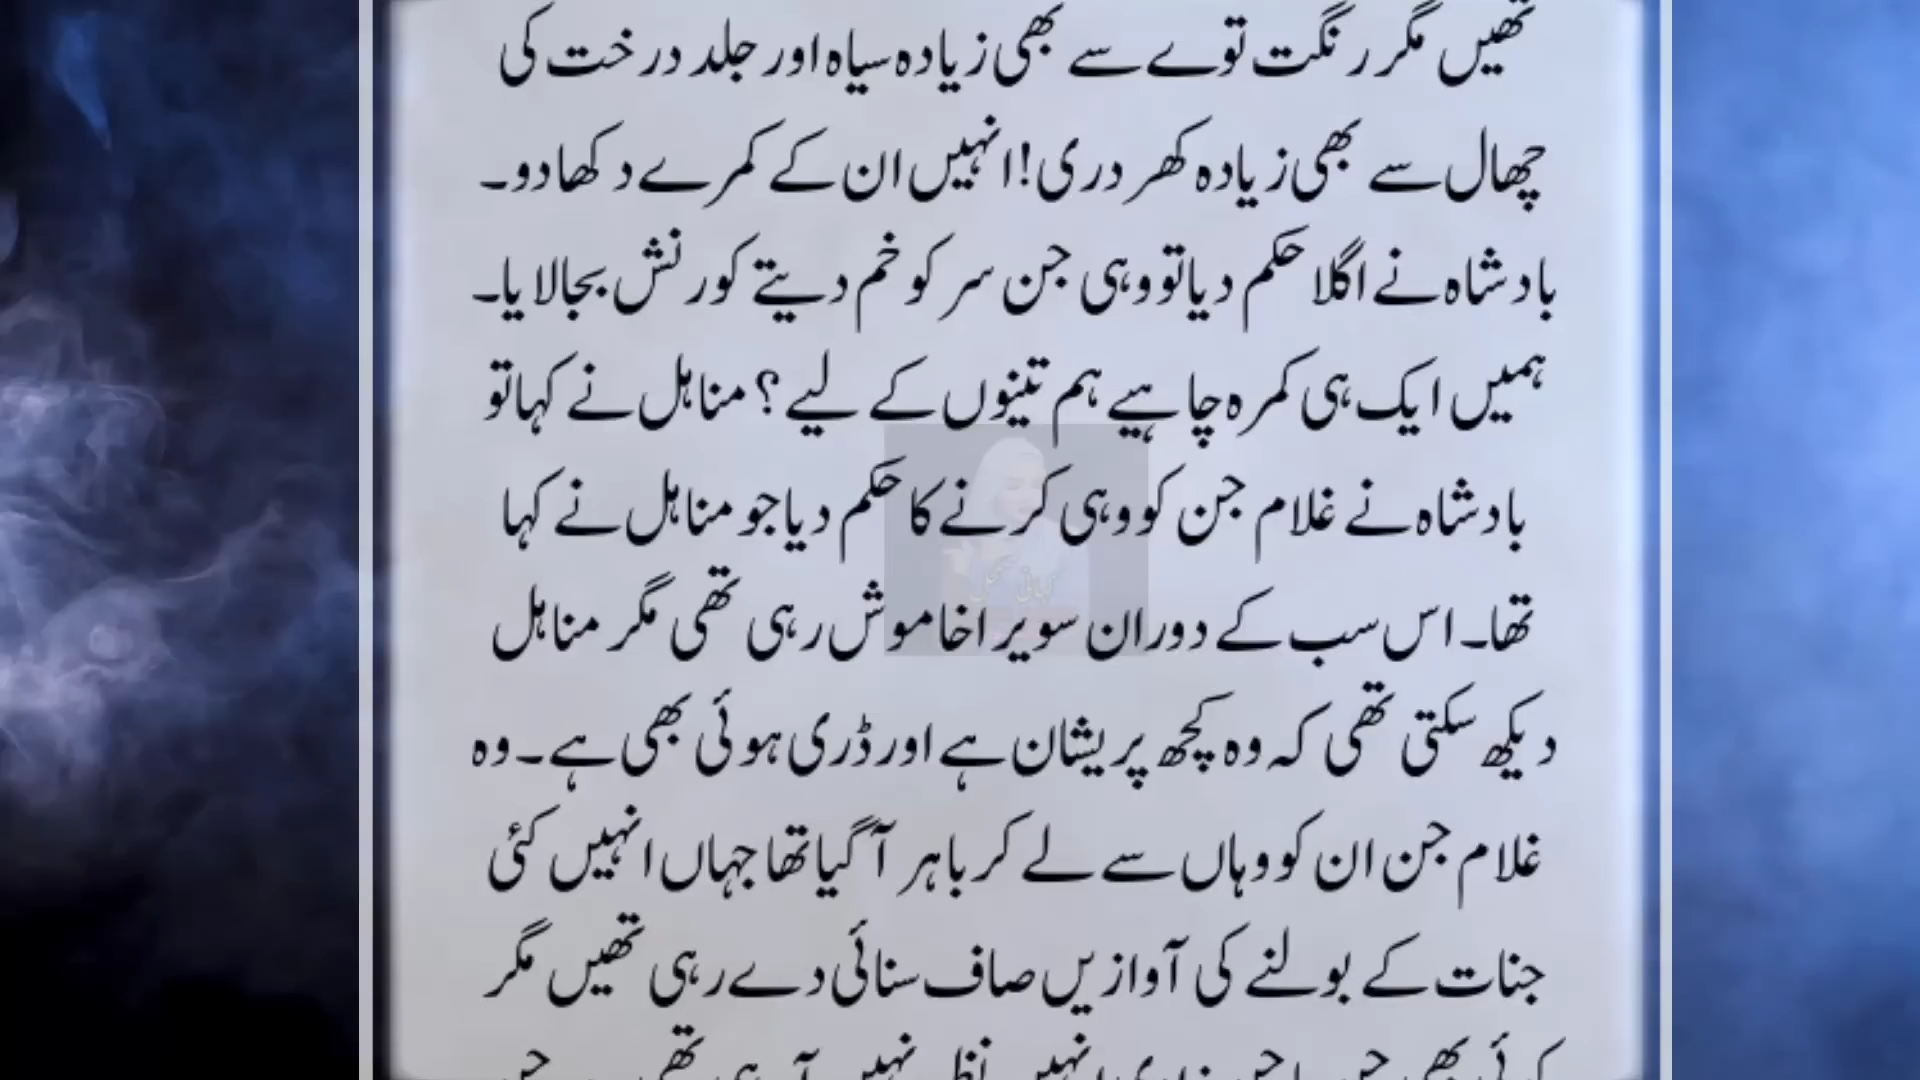 تھیں مگر رنگت توے سے بھی زیادہ سیاہ اور جلد درخت کی
چھال سے بھی زیادہ کھردری! انہیں ان کے کمرے دکھا دو۔
بادشاہ نے اگلا حکم دیا تو وہی جن سر کو خم دیتے کورنش بجا لایا۔
ہمیں ایک ہی کمرہ چاہیے ہم تینوں کے لیے؟ مناہل نے کہا تو
بادشاہ نے غلام جن کو وہی کرنے کا حکم دیا جو مناہل نے کہا
تھا۔ اس سب کے دوران سویرا خاموش رہی تھی مگر مناہل
دیکھ سکتی تھی کہ وہ کچھ پریشان ہے اور ڈری ہوئی بھی ہے۔ وہ
غلام جن ان کو وہاں سے لے کر باہر آ گیا تھا جہاں انہیں کئی
جنات کے بولنے کی آوازیں صاف سنائی دے رہی تھیں مگر